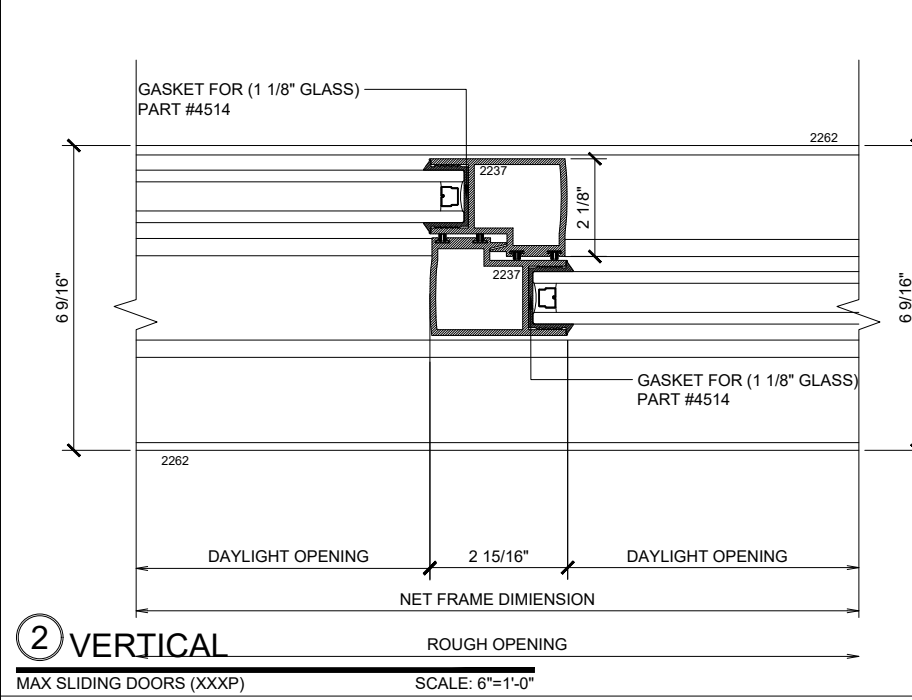 GASKET FOR (1 1/8" GLASS)
PART #4514
2262
2237
2 1/8"
6 9/16"
6 9/16"
2237
GASKET FOR (1 1/8" GLASS)
PART #4514
2262
DAYLIGHT OPENING
2 15/16"
DAYLIGHT OPENING
NET FRAME DIMIENSION
2 VERTICAL
ROUGH OPENING
MAX SLIDING DOORS (XXXP)
SCALE: 6"=1'-0"